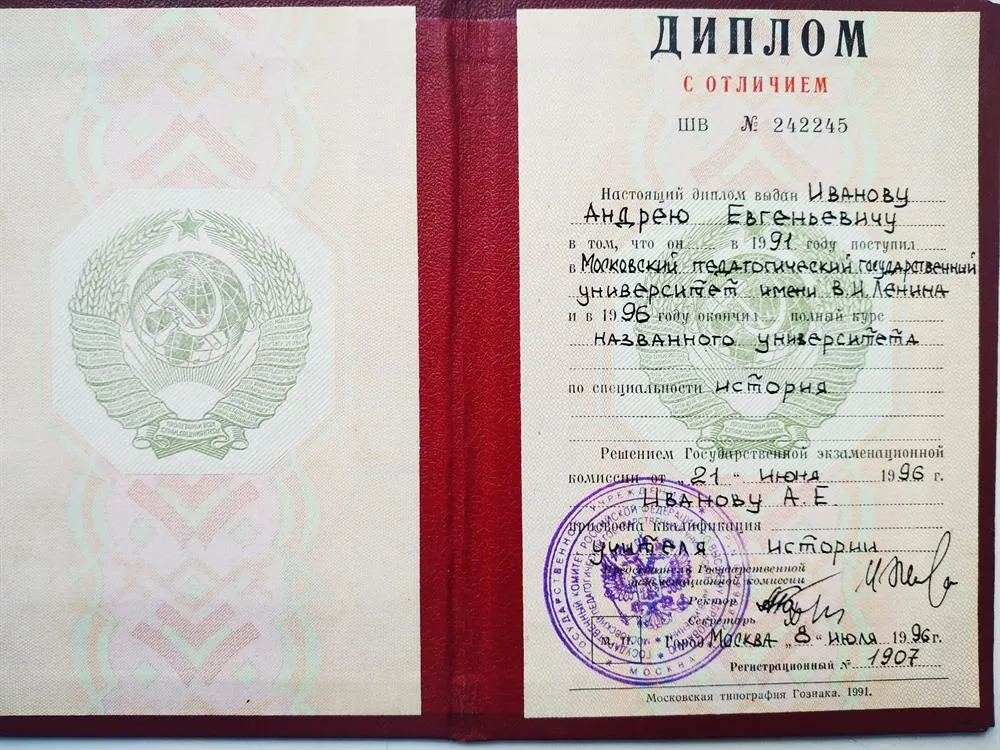 ДИПЛОМ
С ОТЛИЧИЕМ
ШВ № 242245
Настоящий диплом выдан Иванову
Андрею Евгеньевичу
в том, что он в 1991 году поступил
в Московский педагогический государственный
университет имени В.И. Ленина
и в 1996 году окончил полный курс
названного университета
по специальности история
Решением Государственной экзаменационной
комиссии от „21" июня 1996 г.
Иванову А.Е.
присвоена квалификация
учителя истории
Председатель Государственной
экзаменационной комиссии
Ректор
Секретарь
Город Москва „8" июля 1996 г.
Регистрационный № 1907
Московская типография Гознака. 1991.